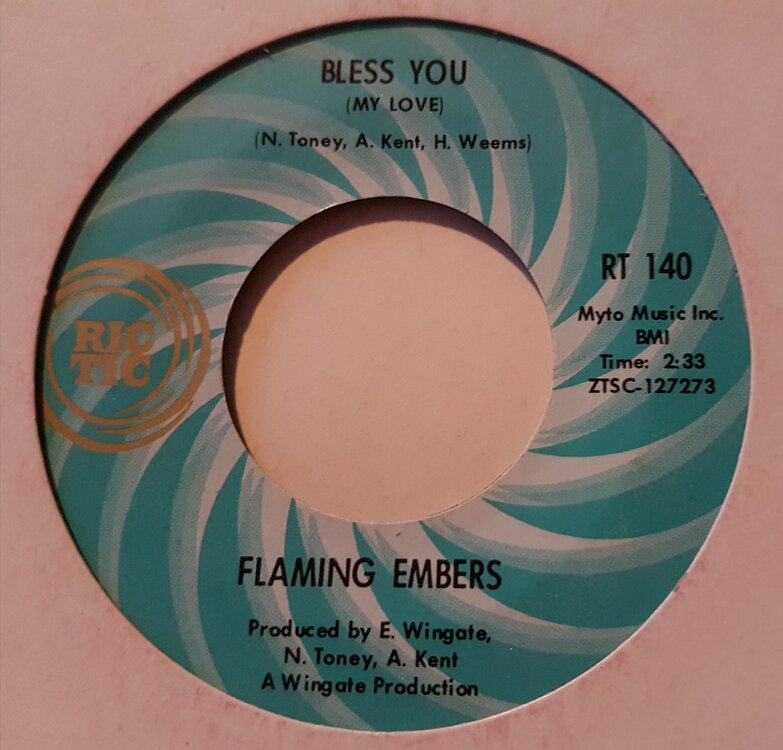 BLESS YOU
(MY LOVE)
(N. Toney, A. Kent, H. Weems)
RIC
TIC
RT 140
Myto Music Inc.
BMI
Time: 2:33
ZTSC-127273
FLAMING EMBERS
Produced by E. Wingate,
N. Toney, A. Kent
A Wingate Production